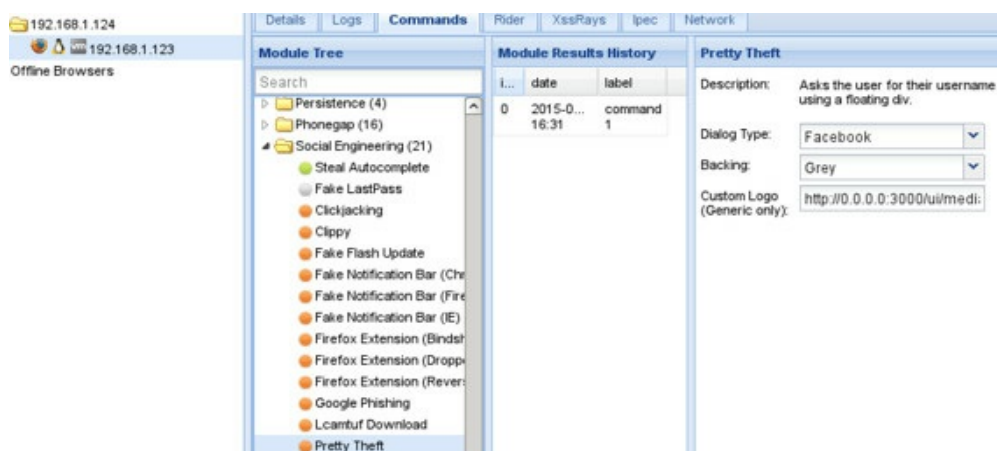 192.168.1.124
192.168.1.123
Offline Browsers
Details Logs Commands Rider XssRays Ipec Network
Module Tree
Search
Persistence (4)
Phonegap (16)
Social Engineering (21)
Steal Autocomplete
Fake LastPass
Clickjacking
Clippy
Fake Flash Update
Fake Notification Bar (Chr
Fake Notification Bar (Fire
Fake Notification Bar (IE)
Firefox Extension (Bindsh
Firefox Extension (Droppe
Firefox Extension (Revers
Google Phishing
Lcamtuf Download
Pretty Theft
Module Results History
i... date label
0 2015-0... command
16:31 1
Pretty Theft
Description: Asks the user for their username
using a floating div.
Dialog Type: Facebook
Backing: Grey
Custom Logo
(Generic only): http://0.0.0.0:3000/ui/medi